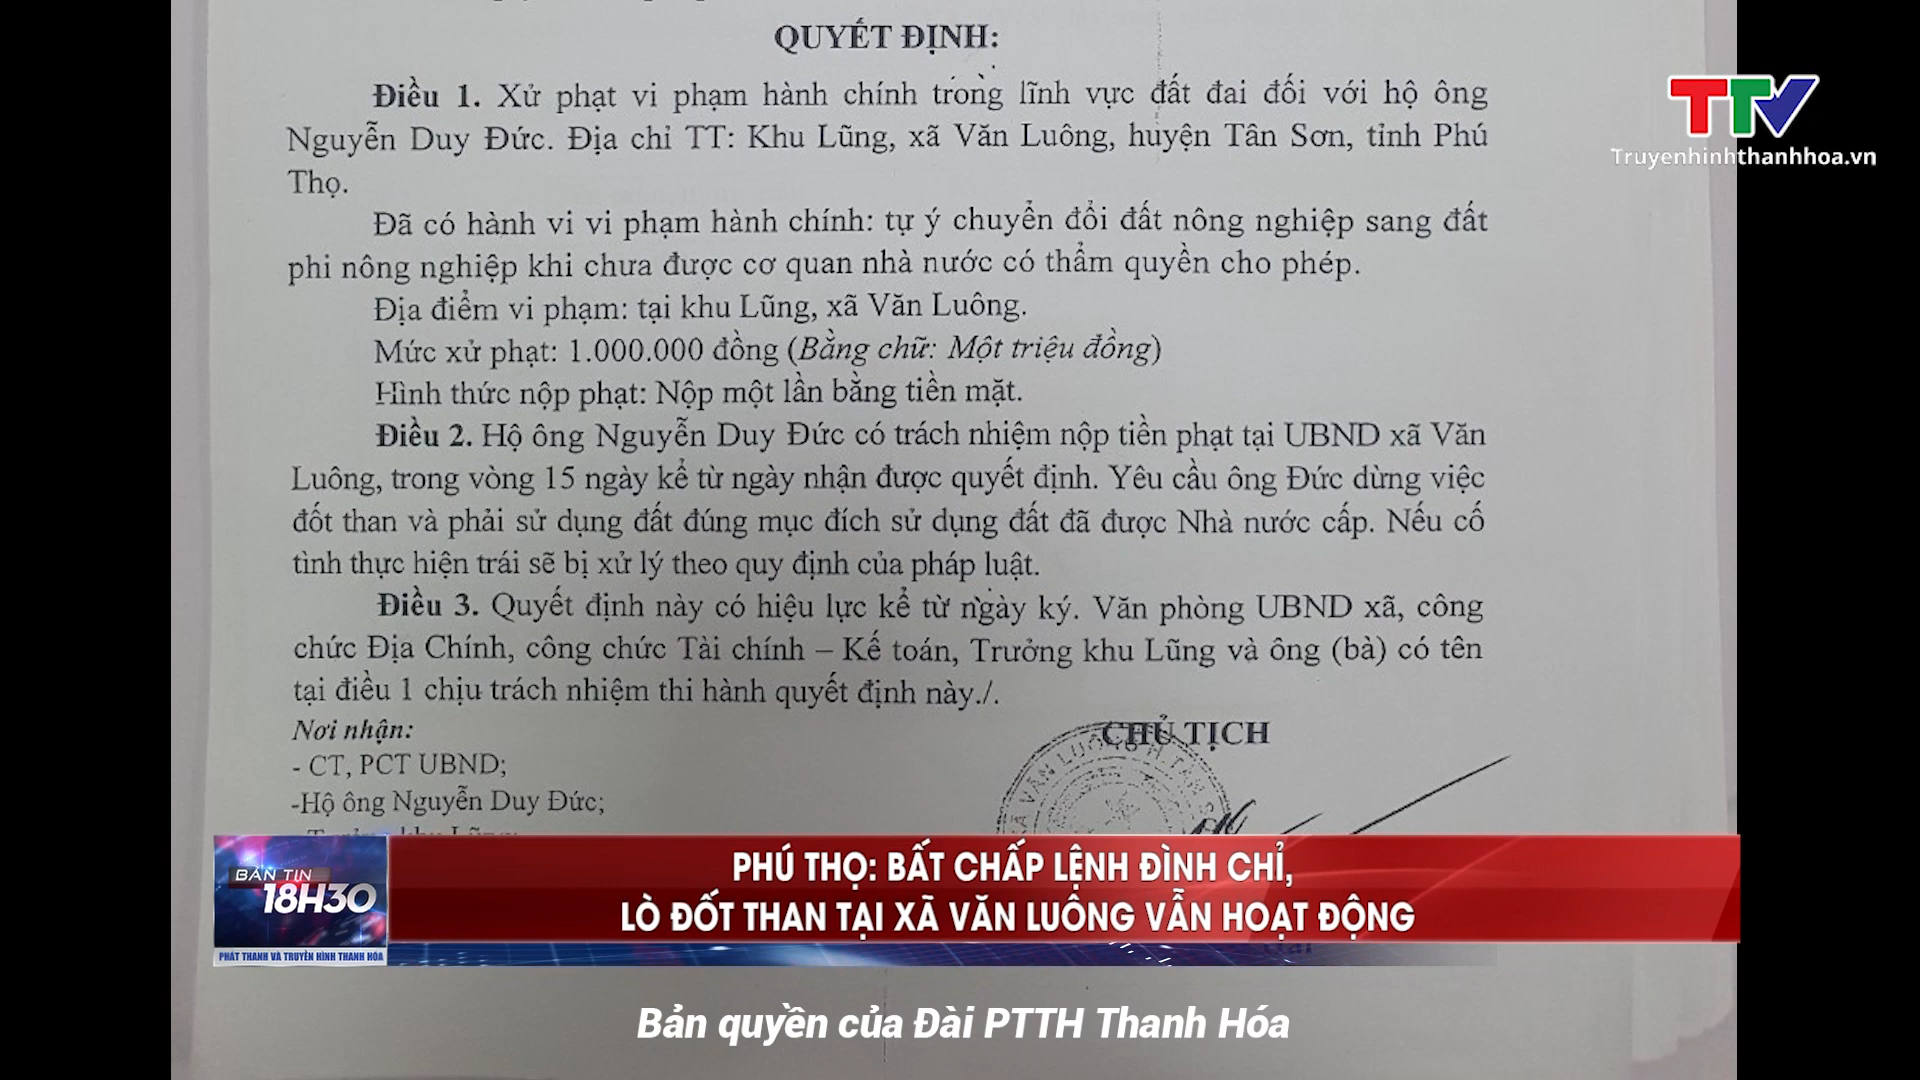 QUYẾT ĐỊNH:
Điều 1. Xử phạt vi phạm hành chính trong lĩnh vực đất đai đối với hộ ông
Nguyễn Duy Đức. Địa chỉ TT: Khu Lũng, xã Văn Luông, huyện Tân Sơn, tỉnh Phú
Thọ.
Đã có hành vi vi phạm hành chính: tự ý chuyển đổi đất nông nghiệp sang đất
phi nông nghiệp khi chưa được cơ quan nhà nước có thẩm quyền cho phép.
Địa điểm vi phạm: tại khu Lũng, xã Văn Luông.
Mức xử phạt: 1.000.000 đồng (Bằng chữ: Một triệu đồng)
Hình thức nộp phạt: Nộp một lần bằng tiền mặt.
Điều 2. Hộ ông Nguyễn Duy Đức có trách nhiệm nộp tiền phạt tại UBND xã Văn
Luông, trong vòng 15 ngày kể từ ngày nhận được quyết định. Yêu cầu ông Đức dừng việc
đốt than và phải sử dụng đất đúng mục đích sử dụng đất đã được Nhà nước cấp. Nếu cố
tình thực hiện trái sẽ bị xử lý theo quy định của pháp luật.
Điều 3. Quyết định này có hiệu lực kể từ ngày ký. Văn phòng UBND xã, công
chức Địa Chính, công chức Tài chính – Kế toán, Trưởng khu Lũng và ông (bà) có tên
tại điều 1 chịu trách nhiệm thi hành quyết định này./.
Nơi nhận:
- CT, PCT UBND;
-Hộ ông Nguyễn Duy Đức;
CHỦ TỊCH
VĂN LUÔNG
TTV
Truyenhinhthanhhoa.vn
BẢN TIN
18H30
PHÁT THANH VÀ TRUYỀN HÌNH THANH HÓA
PHÚ THỌ: BẤT CHẤP LỆNH ĐÌNH CHỈ,
LÒ ĐỐT THAN TẠI XÃ VĂN LUÔNG VẪN HOẠT ĐỘNG
Bản quyền của Đài PTTH Thanh Hóa